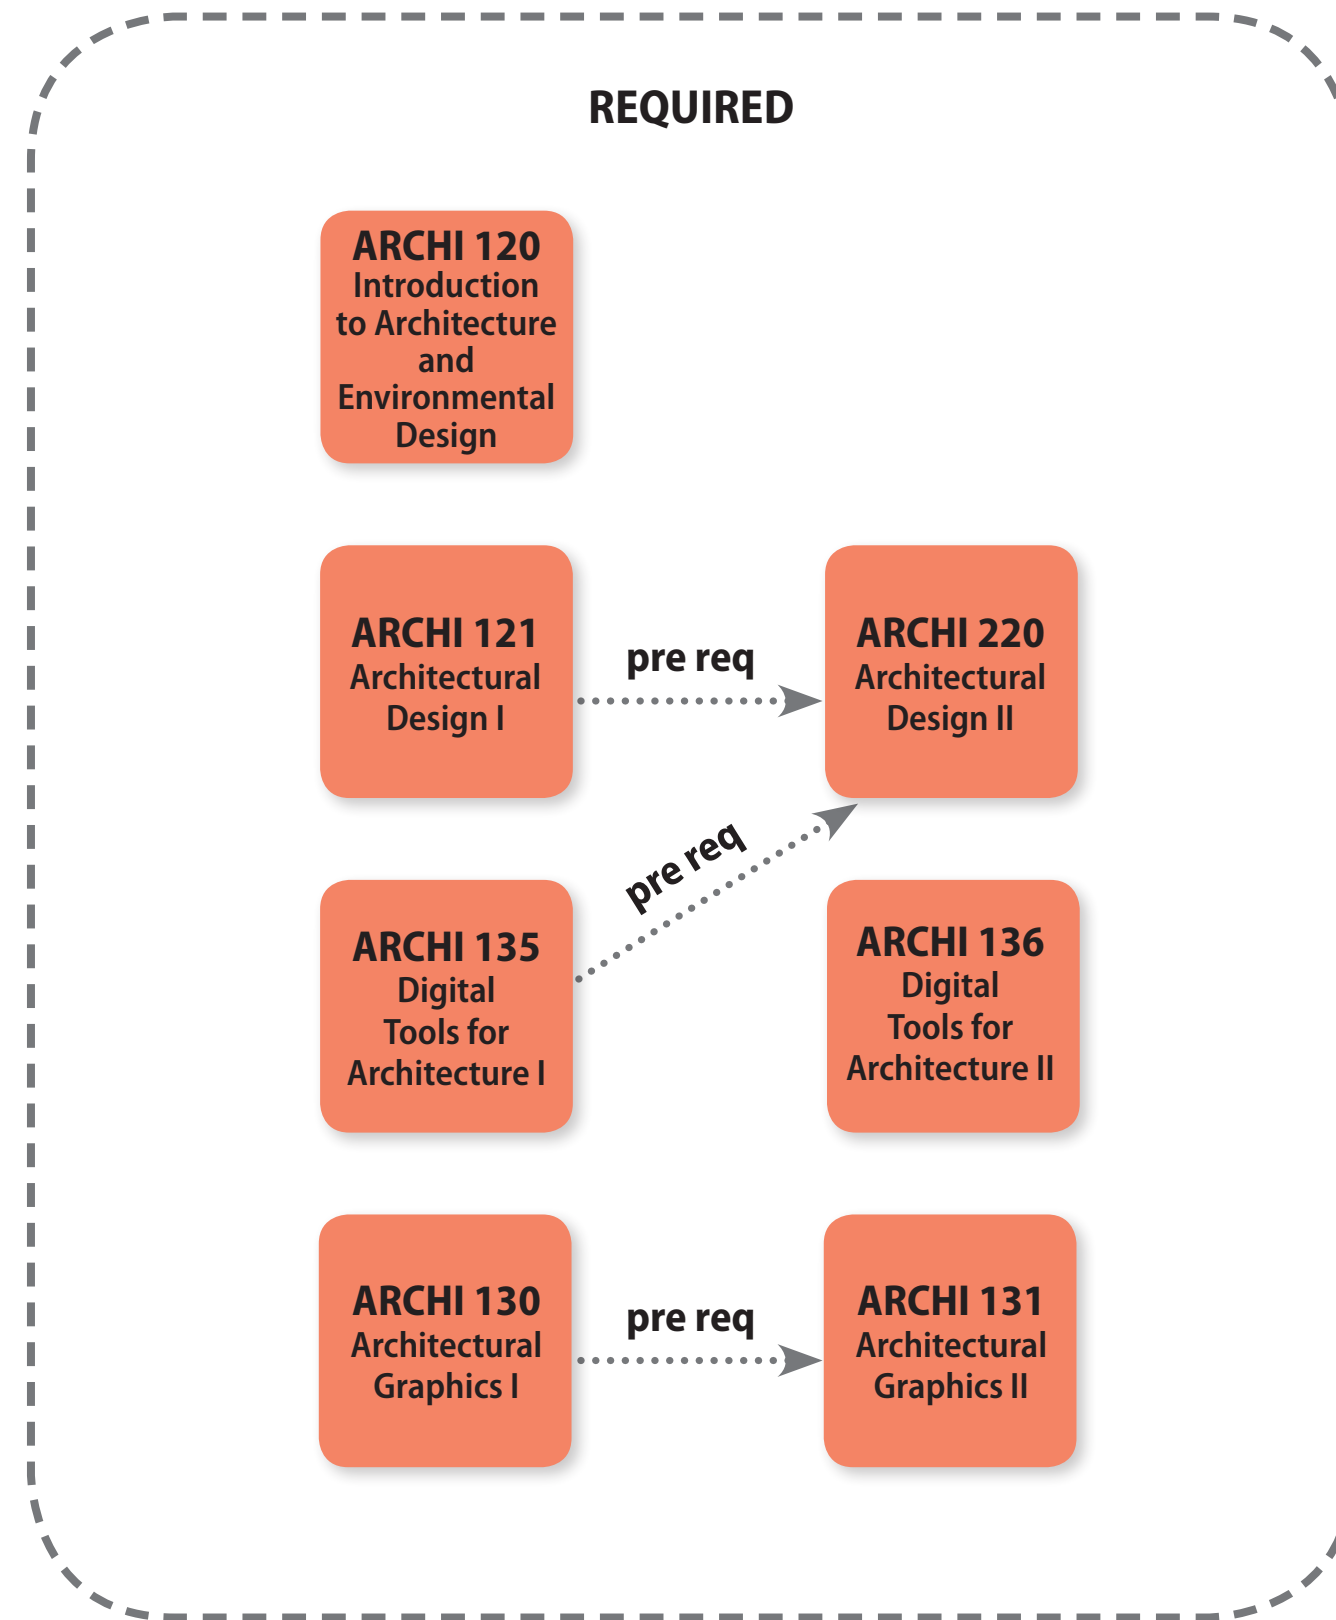 REQUIRED
ARCHI 120
Introduction
to Architecture
and
Environmental
Design
ARCHI 121
Architectural
Design I
pre req
ARCHI 220
Architectural
Design II
pre req
ARCHI 135
Digital
Tools for
Architecture I
ARCHI 136
Digital
Tools for
Architecture II
ARCHI 130
Architectural
Graphics I
pre req
ARCHI 131
Architectural
Graphics II